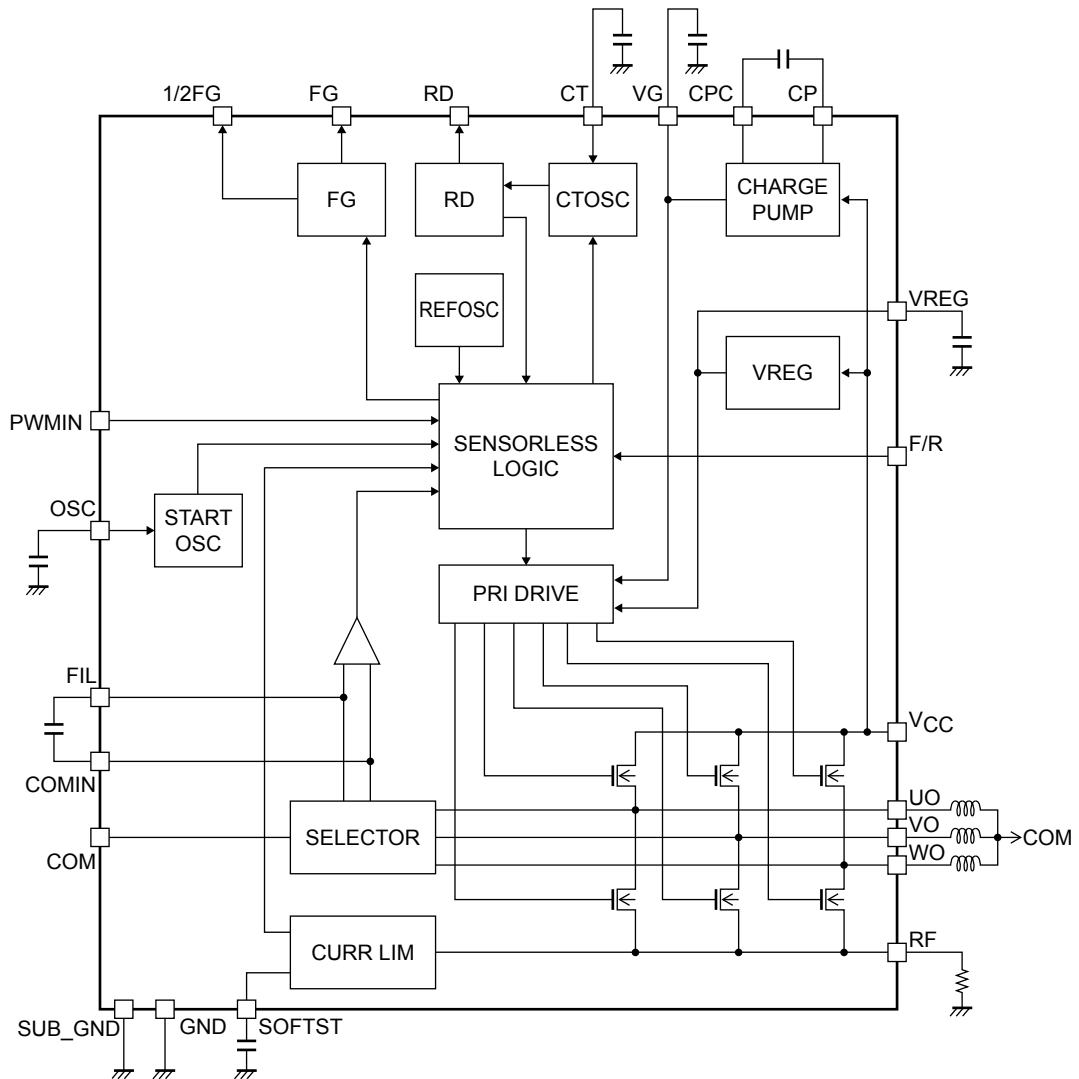 1/2FG FG RD CT VG CPC CP
FG
RD
CTOSC
CHARGE
PUMP
REFOSC
VREG
VREG
PWMIN
SENSORLESS
LOGIC
F/R
OSC
START
OSC
PRI DRIVE
FIL
VCC
COMIN
UO
SELECTOR
VO
COM
COM
WO
CURR LIM
RF
SUB_GND GND SOFTST